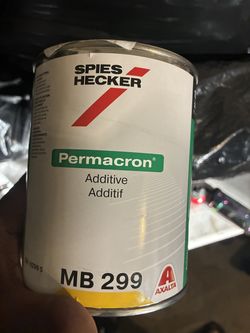 SPIES
HECKER
Permacron®
Additive
Additif
MB 299
AXALTA